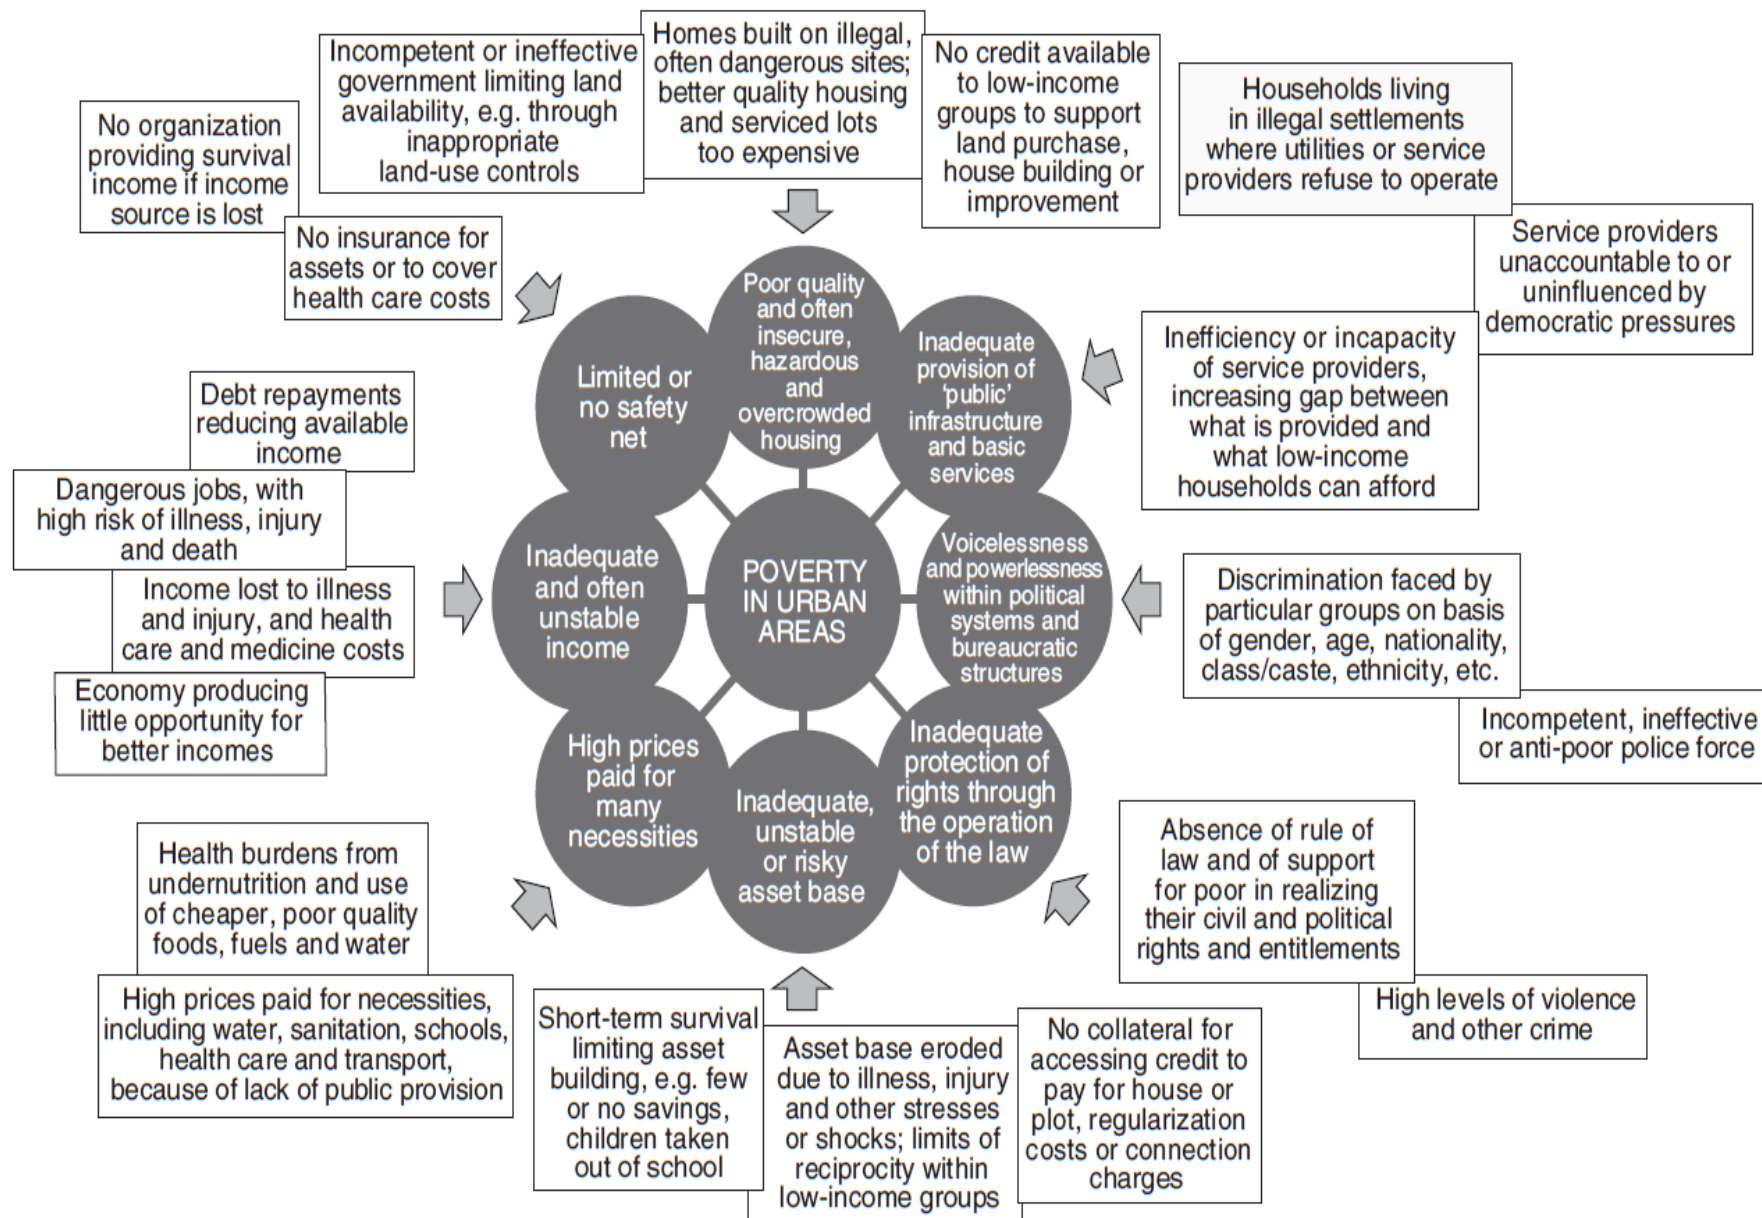 No organization
providing survival
income if income
source is lost
No insurance for
assets or to cover
health care costs
Incompetent or ineffective
government limiting land
availability, e.g. through
inappropriate
land-use controls
Homes built on illegal,
often dangerous sites;
better quality housing
and serviced lots
too expensive
No credit available
to low-income
groups to support
land purchase,
house building or
improvement
Households living
in illegal settlements
where utilities or service
providers refuse to operate
Service providers
unaccountable to or
uninfluenced by
democratic pressures
Inefficiency or incapacity
of service providers,
increasing gap between
what is provided and
what low-income
households can afford
Limited or
no safety
net
Poor quality
and often
insecure,
hazardous
and
overcrowded
housing
Inadequate
provision of
‘public’
infrastructure
and basic
services
Debt repayments
reducing available
income
Dangerous jobs, with
high risk of illness, injury
and death
Income lost to illness
and injury, and health
care and medicine costs
Economy producing
little opportunity for
better incomes
Inadequate
and often
unstable
income
POVERTY
IN URBAN
AREAS
Voicelessness
and powerlessness
within political
systems and
bureaucratic
structures
Discrimination faced by
particular groups on basis
of gender, age, nationality,
class/caste, ethnicity, etc.
Incompetent, ineffective
or anti-poor police force
High prices
paid for
many
necessities
Inadequate,
unstable
or risky
asset base
Inadequate
protection of
rights through
the operation
of the law
Absence of rule of
law and of support
for poor in realizing
their civil and political
rights and entitlements
High levels of violence
and other crime
Health burdens from
undernutrition and use
of cheaper, poor quality
foods, fuels and water
High prices paid for necessities,
including water, sanitation, schools,
health care and transport,
because of lack of public provision
Short-term survival
limiting asset
building, e.g. few
or no savings,
children taken
out of school
Asset base eroded
due to illness, injury
and other stresses
or shocks; limits of
reciprocity within
low-income groups
No collateral for
accessing credit to
pay for house or
plot, regularization
costs or connection
charges